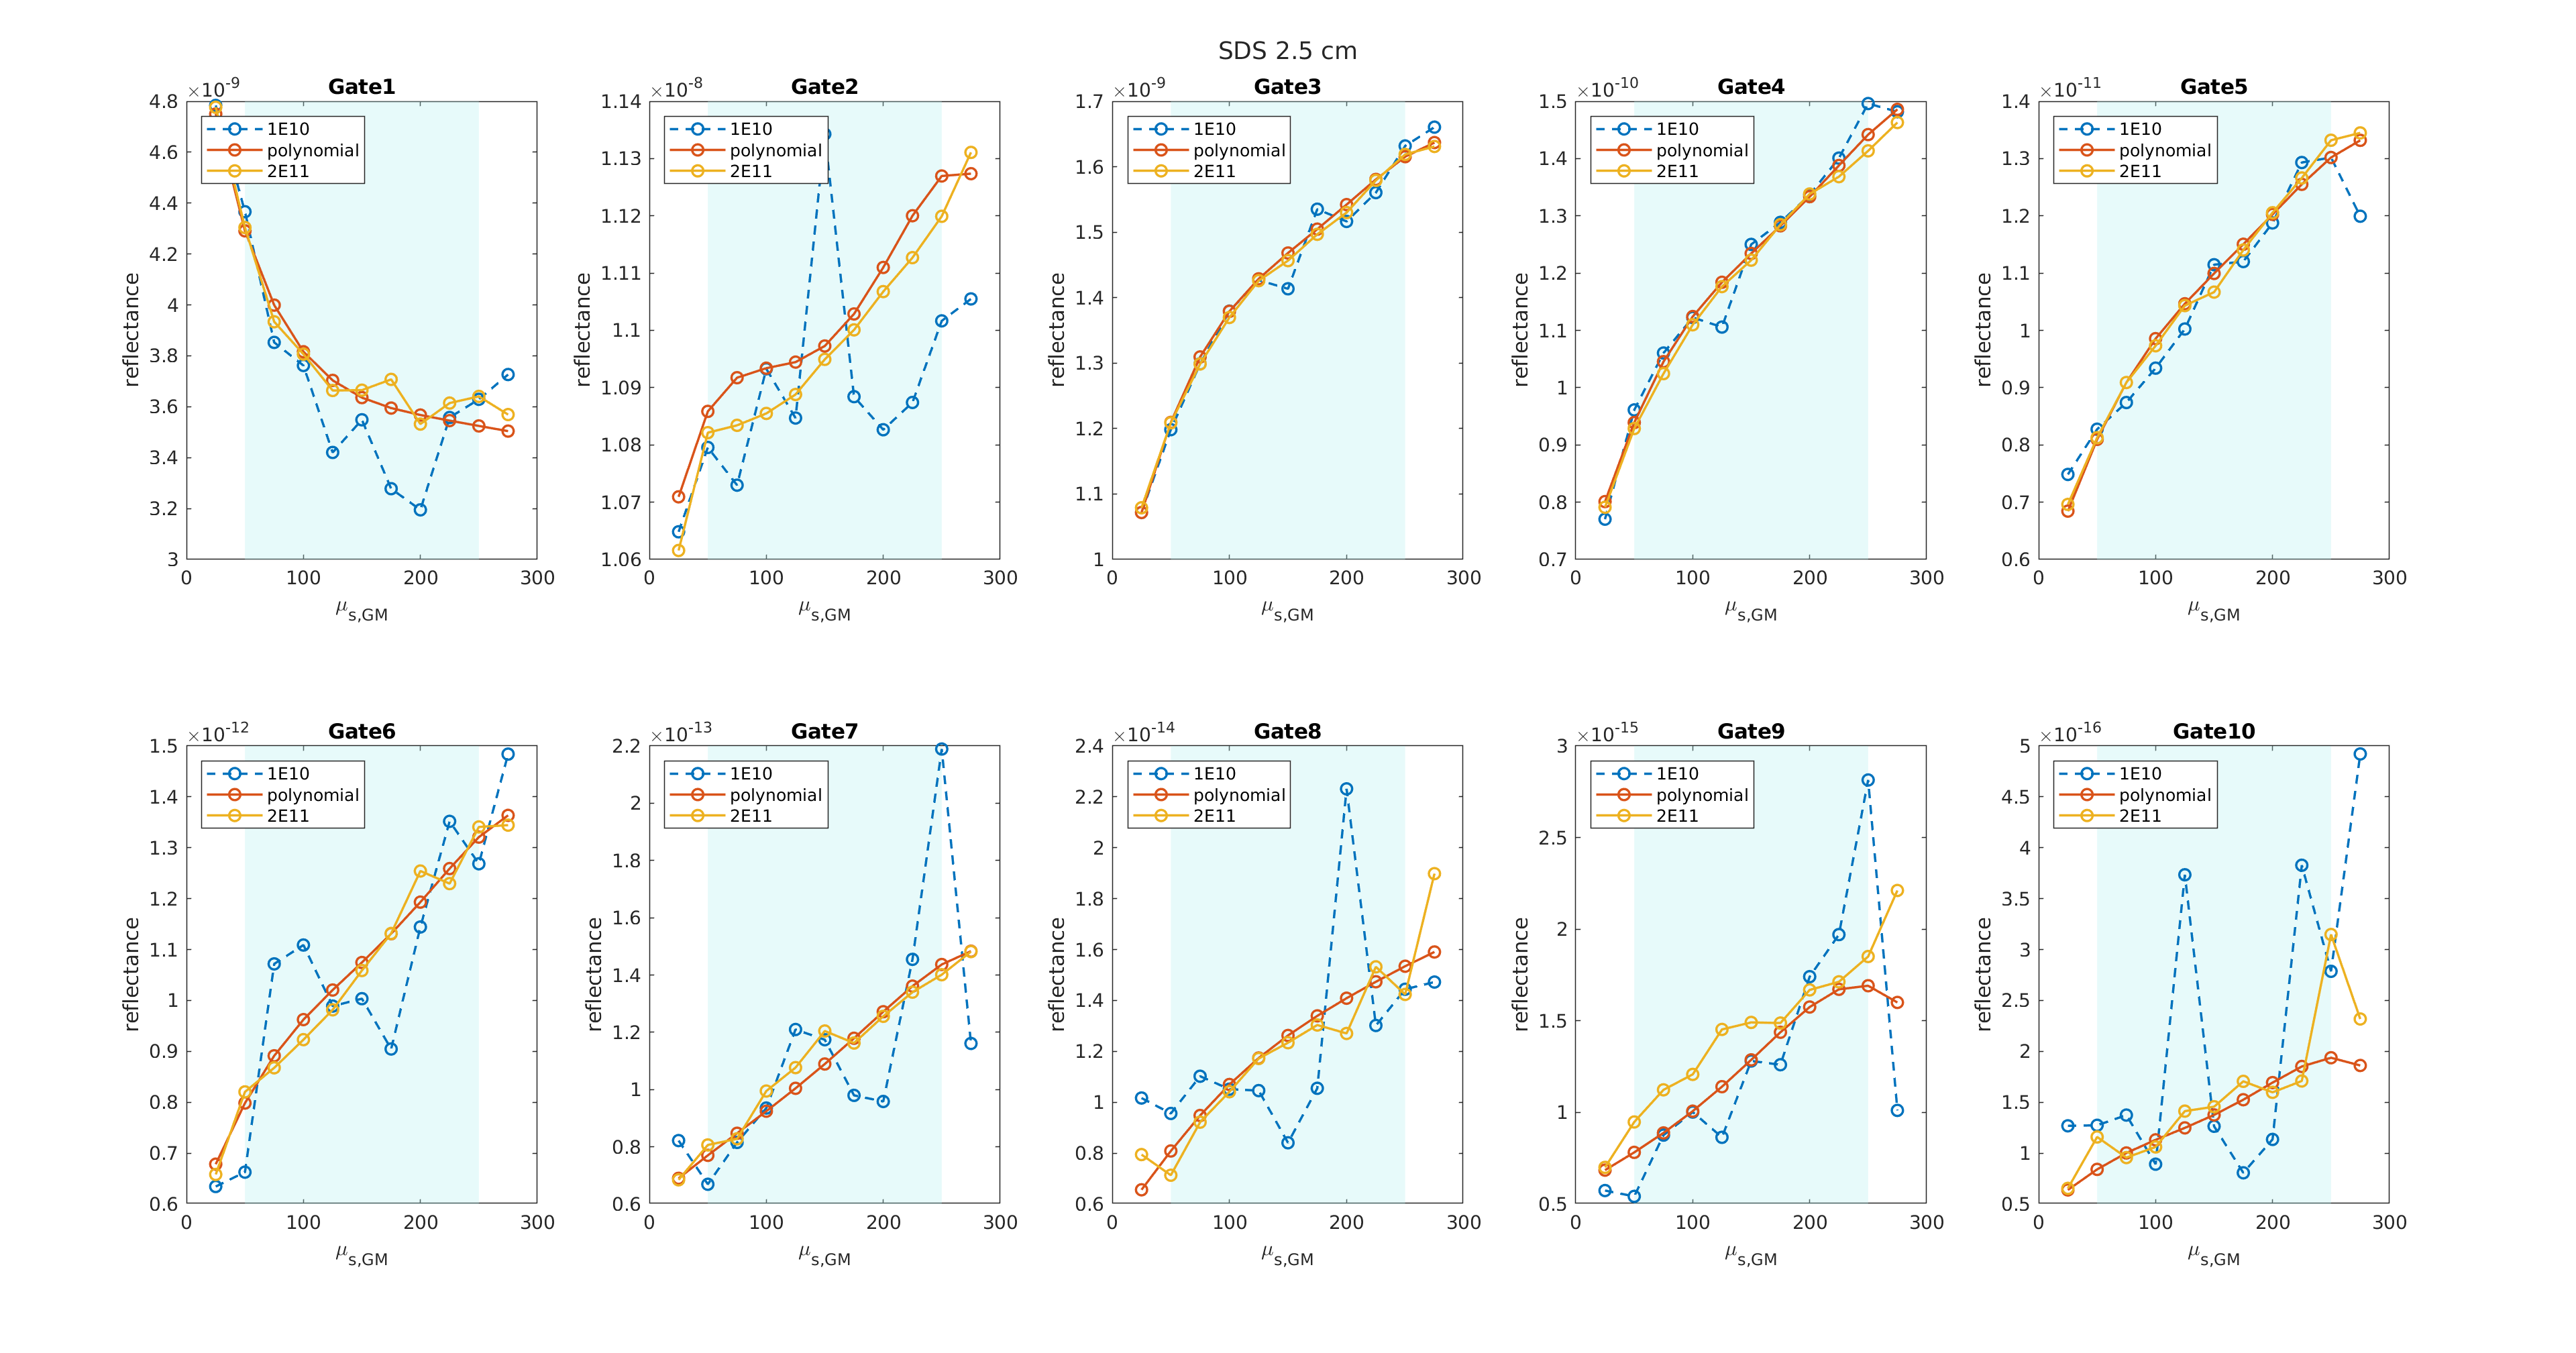 SDS 2.5 cm
Gate1
×10-9
reflectance
4.8
4.6
4.4
4.2
4
3.8
3.6
3.4
3.2
3
0 100 200 300
μs,GM
1E10
polynomial
2E11
Gate2
×10-8
reflectance
1.14
1.13
1.12
1.11
1.1
1.09
1.08
1.07
1.06
0 100 200 300
μs,GM
1E10
polynomial
2E11
Gate3
×10-9
reflectance
1.7
1.6
1.5
1.4
1.3
1.2
1.1
1
0 100 200 300
μs,GM
1E10
polynomial
2E11
Gate4
×10-10
reflectance
1.5
1.4
1.3
1.2
1.1
1
0.9
0.8
0.7
0 100 200 300
μs,GM
1E10
polynomial
2E11
Gate5
×10-11
reflectance
1.4
1.3
1.2
1.1
1
0.9
0.8
0.7
0.6
0 100 200 300
μs,GM
1E10
polynomial
2E11
Gate6
×10-12
reflectance
1.5
1.4
1.3
1.2
1.1
1
0.9
0.8
0.7
0.6
0 100 200 300
μs,GM
1E10
polynomial
2E11
Gate7
×10-13
reflectance
2.2
2
1.8
1.6
1.4
1.2
1
0.8
0.6
0 100 200 300
μs,GM
1E10
polynomial
2E11
Gate8
×10-14
reflectance
2.4
2.2
2
1.8
1.6
1.4
1.2
1
0.8
0.6
0 100 200 300
μs,GM
1E10
polynomial
2E11
Gate9
×10-15
reflectance
3
2.5
2
1.5
1
0.5
0 100 200 300
μs,GM
1E10
polynomial
2E11
Gate10
×10-16
reflectance
5
4.5
4
3.5
3
2.5
2
1.5
1
0.5
0 100 200 300
μs,GM
1E10
polynomial
2E11